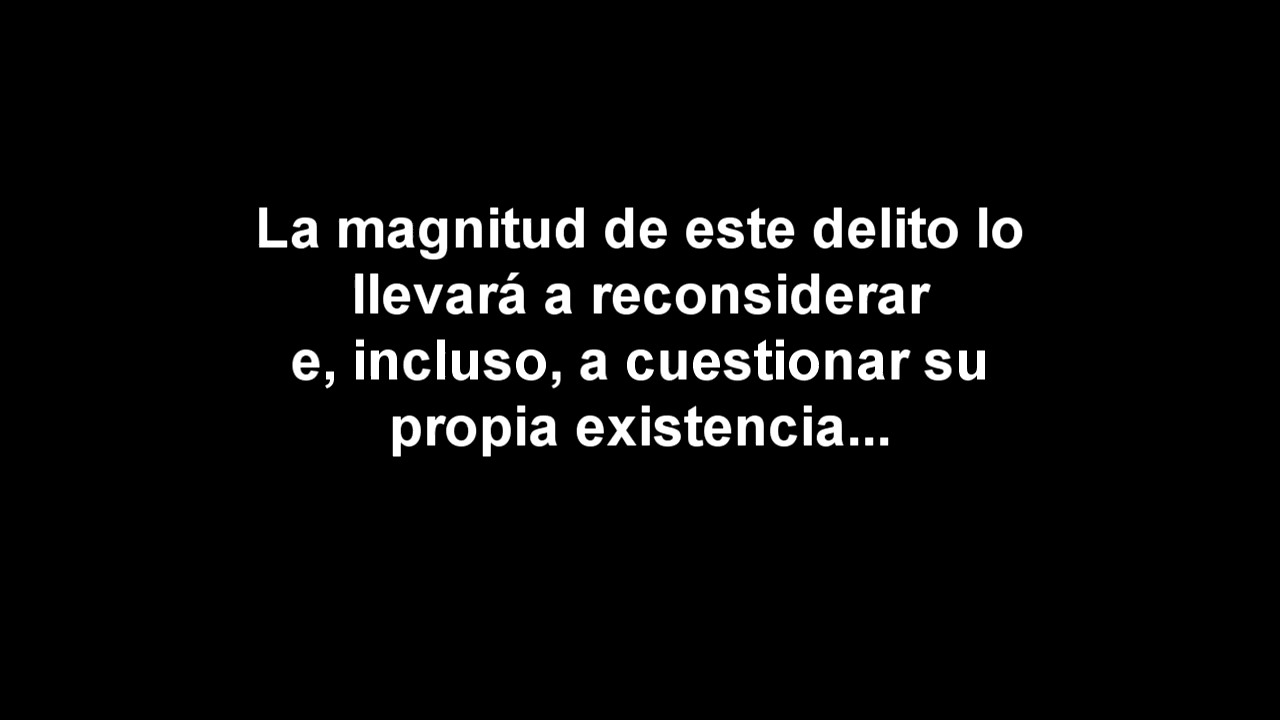 La magnitud de este delito lo
llevará a reconsiderar
e, incluso, a cuestionar su
propia existencia...